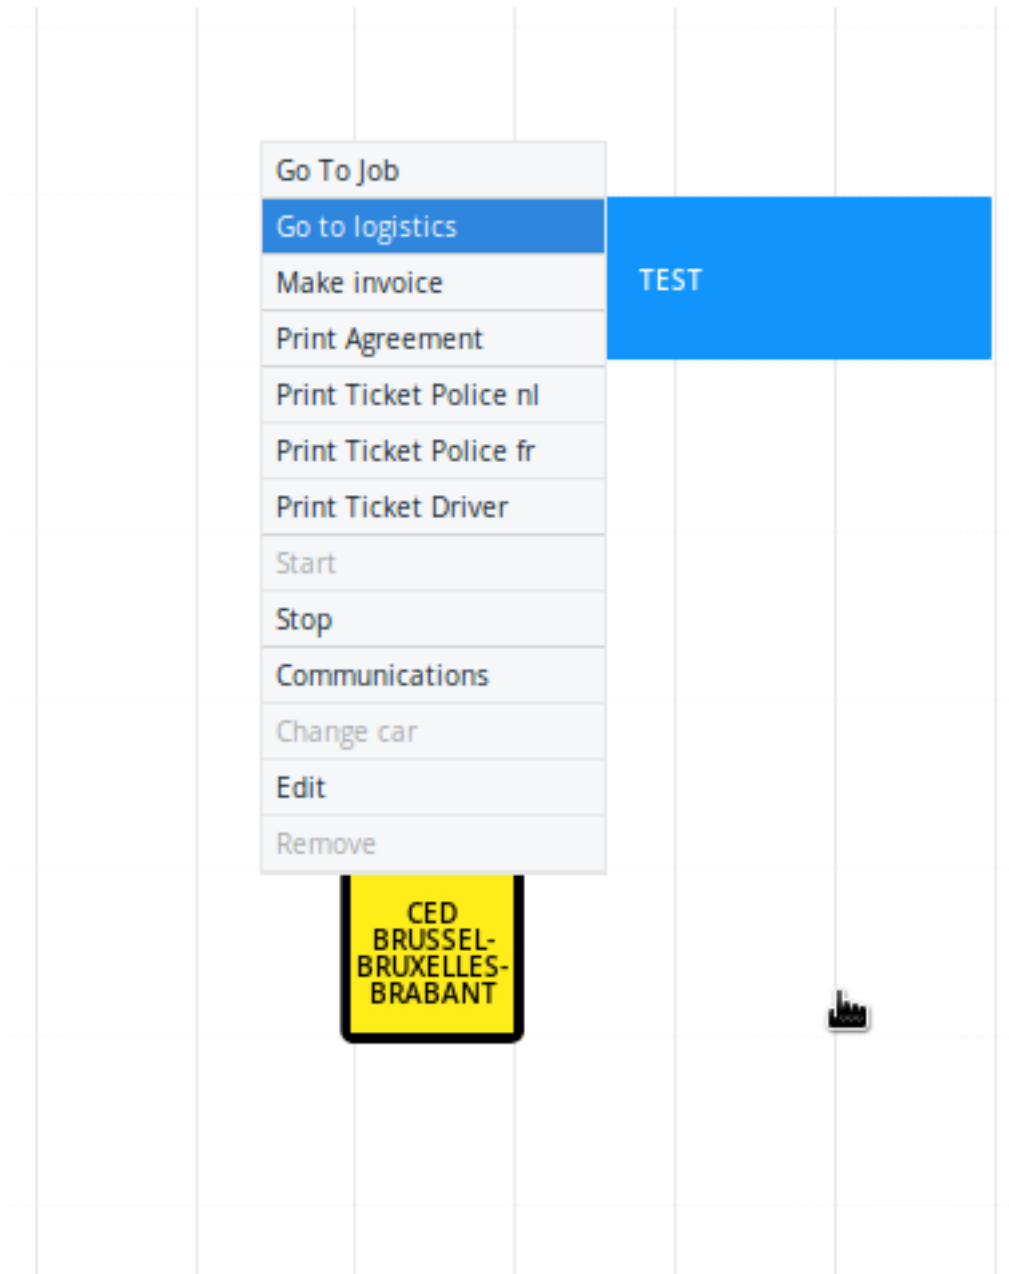 Go To Job
Go to logistics
Make invoice
Print Agreement
Print Ticket Police nl
Print Ticket Police fr
Print Ticket Driver
Start
Stop
Communications
Change car
Edit
Remove
TEST
CED
BRUSSEL-
BRUXELLES-
BRABANT